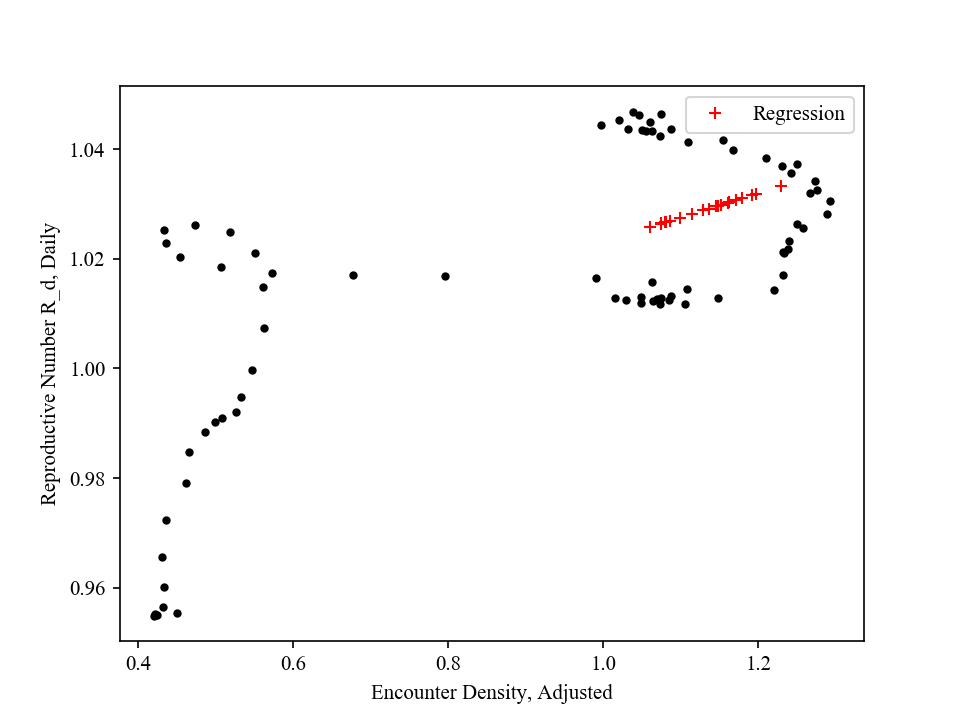 Regression
1.04
1.02
1.00
0.98
0.96
Reproductive Number R_d, Daily
0.4 0.6 0.8 1.0 1.2
Encounter Density, Adjusted